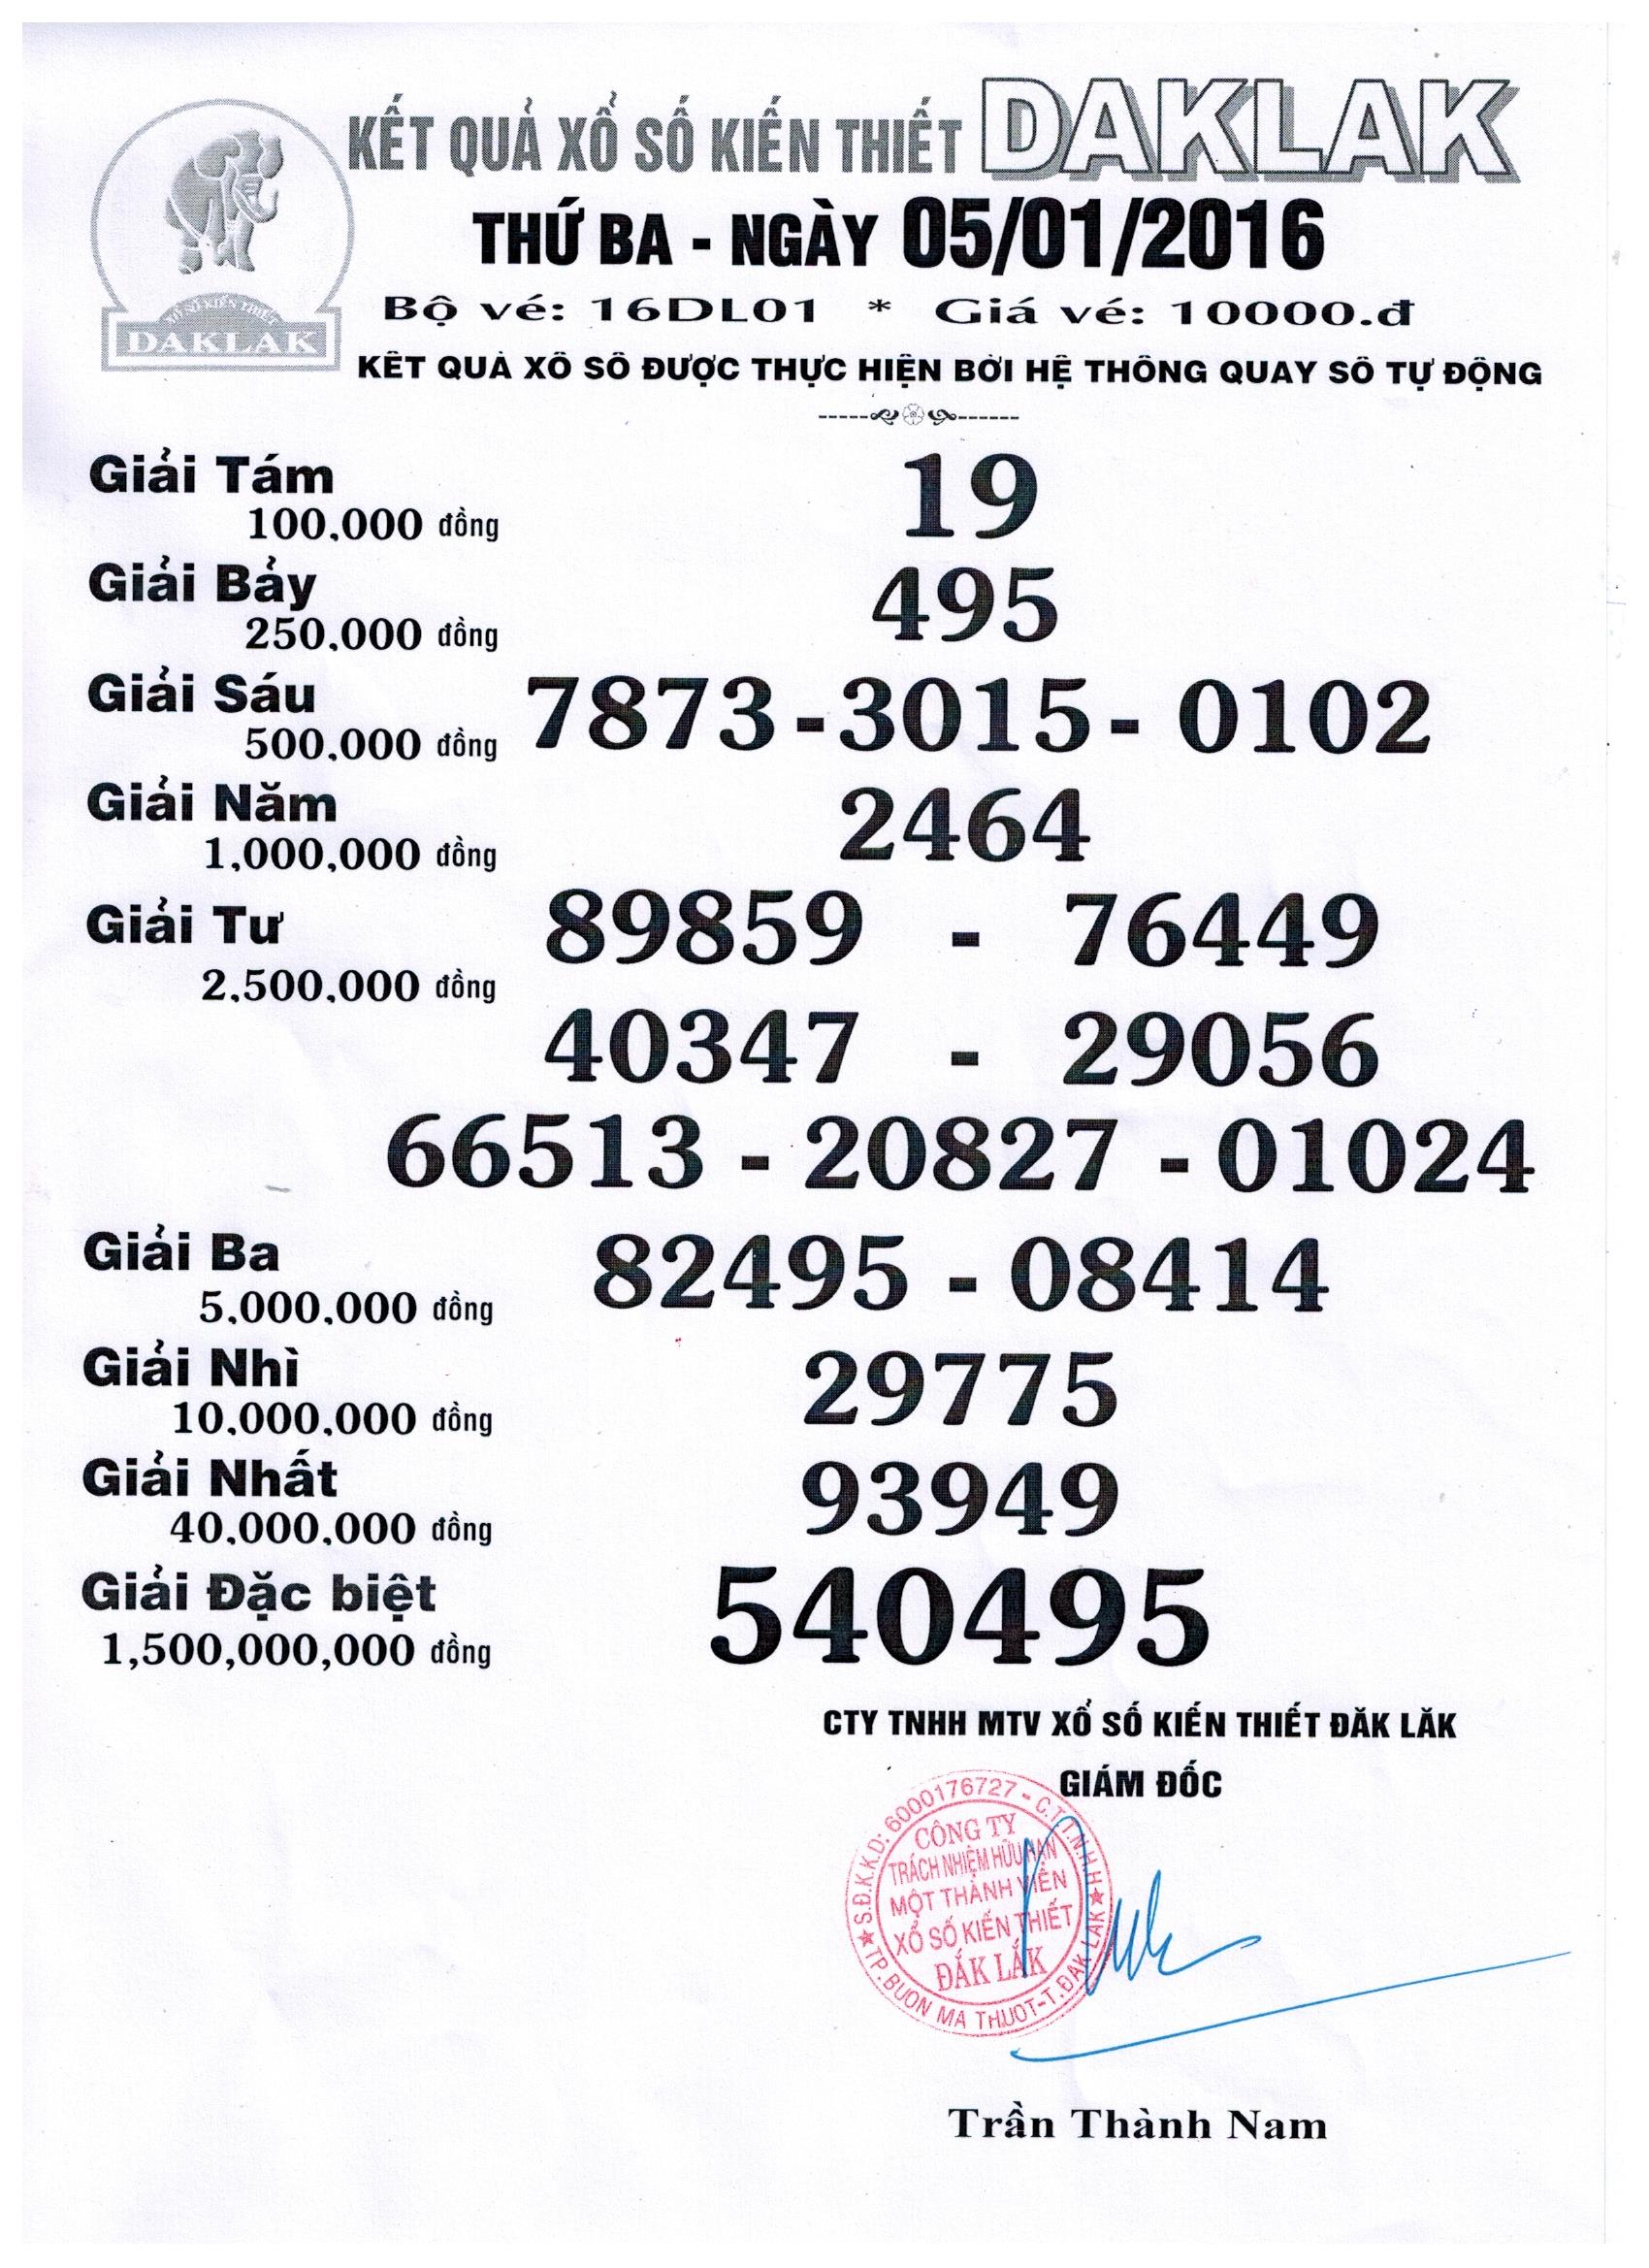 KẾT QUẢ XỔ SỐ KIẾN THIẾT DAKLAK
THỨ BA - NGÀY 05/01/2016
Bộ vé: 16DL01 * Giá vé: 10000.đ
XỔ SỐ KIẾN THIẾT
DAKLAK
KẾT QUẢ XỔ SỐ ĐƯỢC THỰC HIỆN BỞI HỆ THỐNG QUAY SỐ TỰ ĐỘNG
Giải Tám 19
100,000 đồng
Giải Bảy 495
250,000 đồng
Giải Sáu 7873 - 3015 - 0102
500,000 đồng
Giải Năm 2464
1,000,000 đồng
Giải Tư 89859 - 76449
2,500,000 đồng
40347 - 29056
66513 - 20827 - 01024
Giải Ba 82495 - 08414
5,000,000 đồng
Giải Nhì 29775
10,000,000 đồng
Giải Nhất 93949
40,000,000 đồng
Giải Đặc biệt 540495
1,500,000,000 đồng
CTY TNHH MTV XỔ SỐ KIẾN THIẾT ĐĂK LĂK
GIÁM ĐỐC
S.Đ.K.K.D: 6000176727 - C.T.T.N.H.H
CÔNG TY
TRÁCH NHIỆM HỮU HẠN
MỘT THÀNH VIÊN
XỔ SỐ KIẾN THIẾT
ĐẮK LẮK
TP.BUÔN MA THUỘT-T.ĐAK LAK
Trần Thành Nam